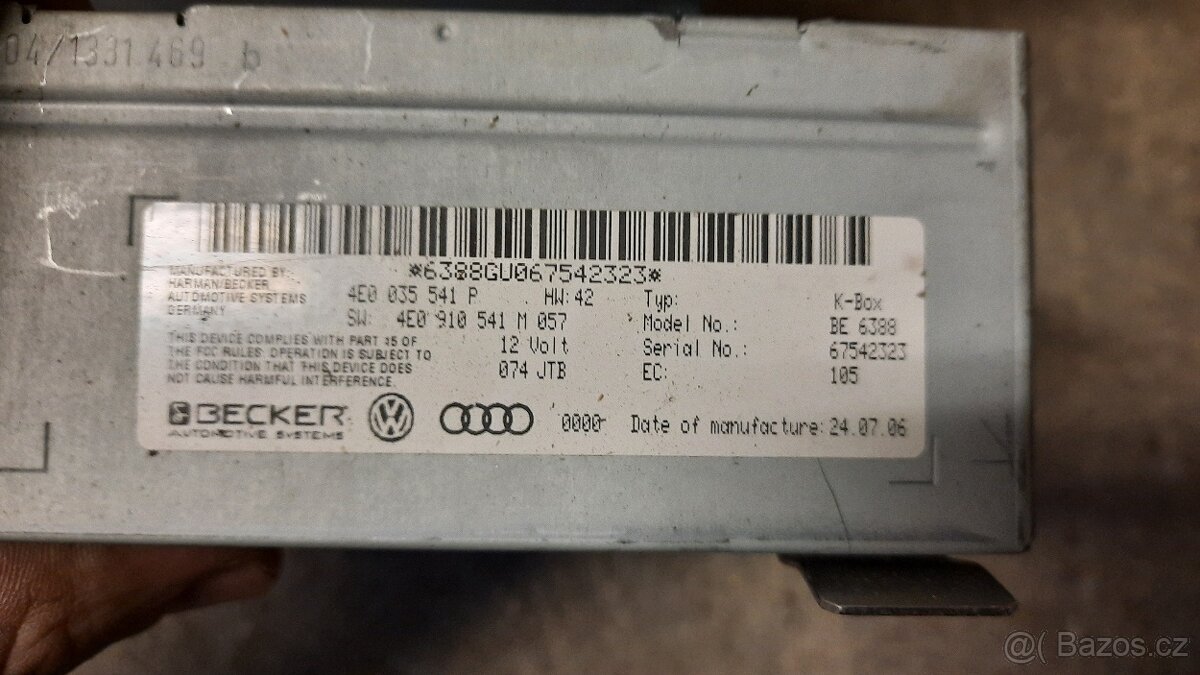 04/1331 469 b
*6388GU067542323*
MANUFACTURED BY:
HARMAN/BECKER
AUTOMOTIVE SYSTEMS
GERMANY
4E0 035 541 P HW:42
SW: 4E0 910 541 M 057
12 Volt
074 JTB
THIS DEVICE COMPLIES WITH PART 15 OF
THE FCC RULES. OPERATION IS SUBJECT TO
THE CONDITION THAT THIS DEVICE DOES
NOT CAUSE HARMFUL INTERFERENCE.
Typ: K-Box
Model No.: BE 6388
Serial No.: 67542323
EC: 105
BECKER
AUTOMOTIVE SYSTEMS
0000
Date of manufacture: 24.07.06
@( Bazos.cz